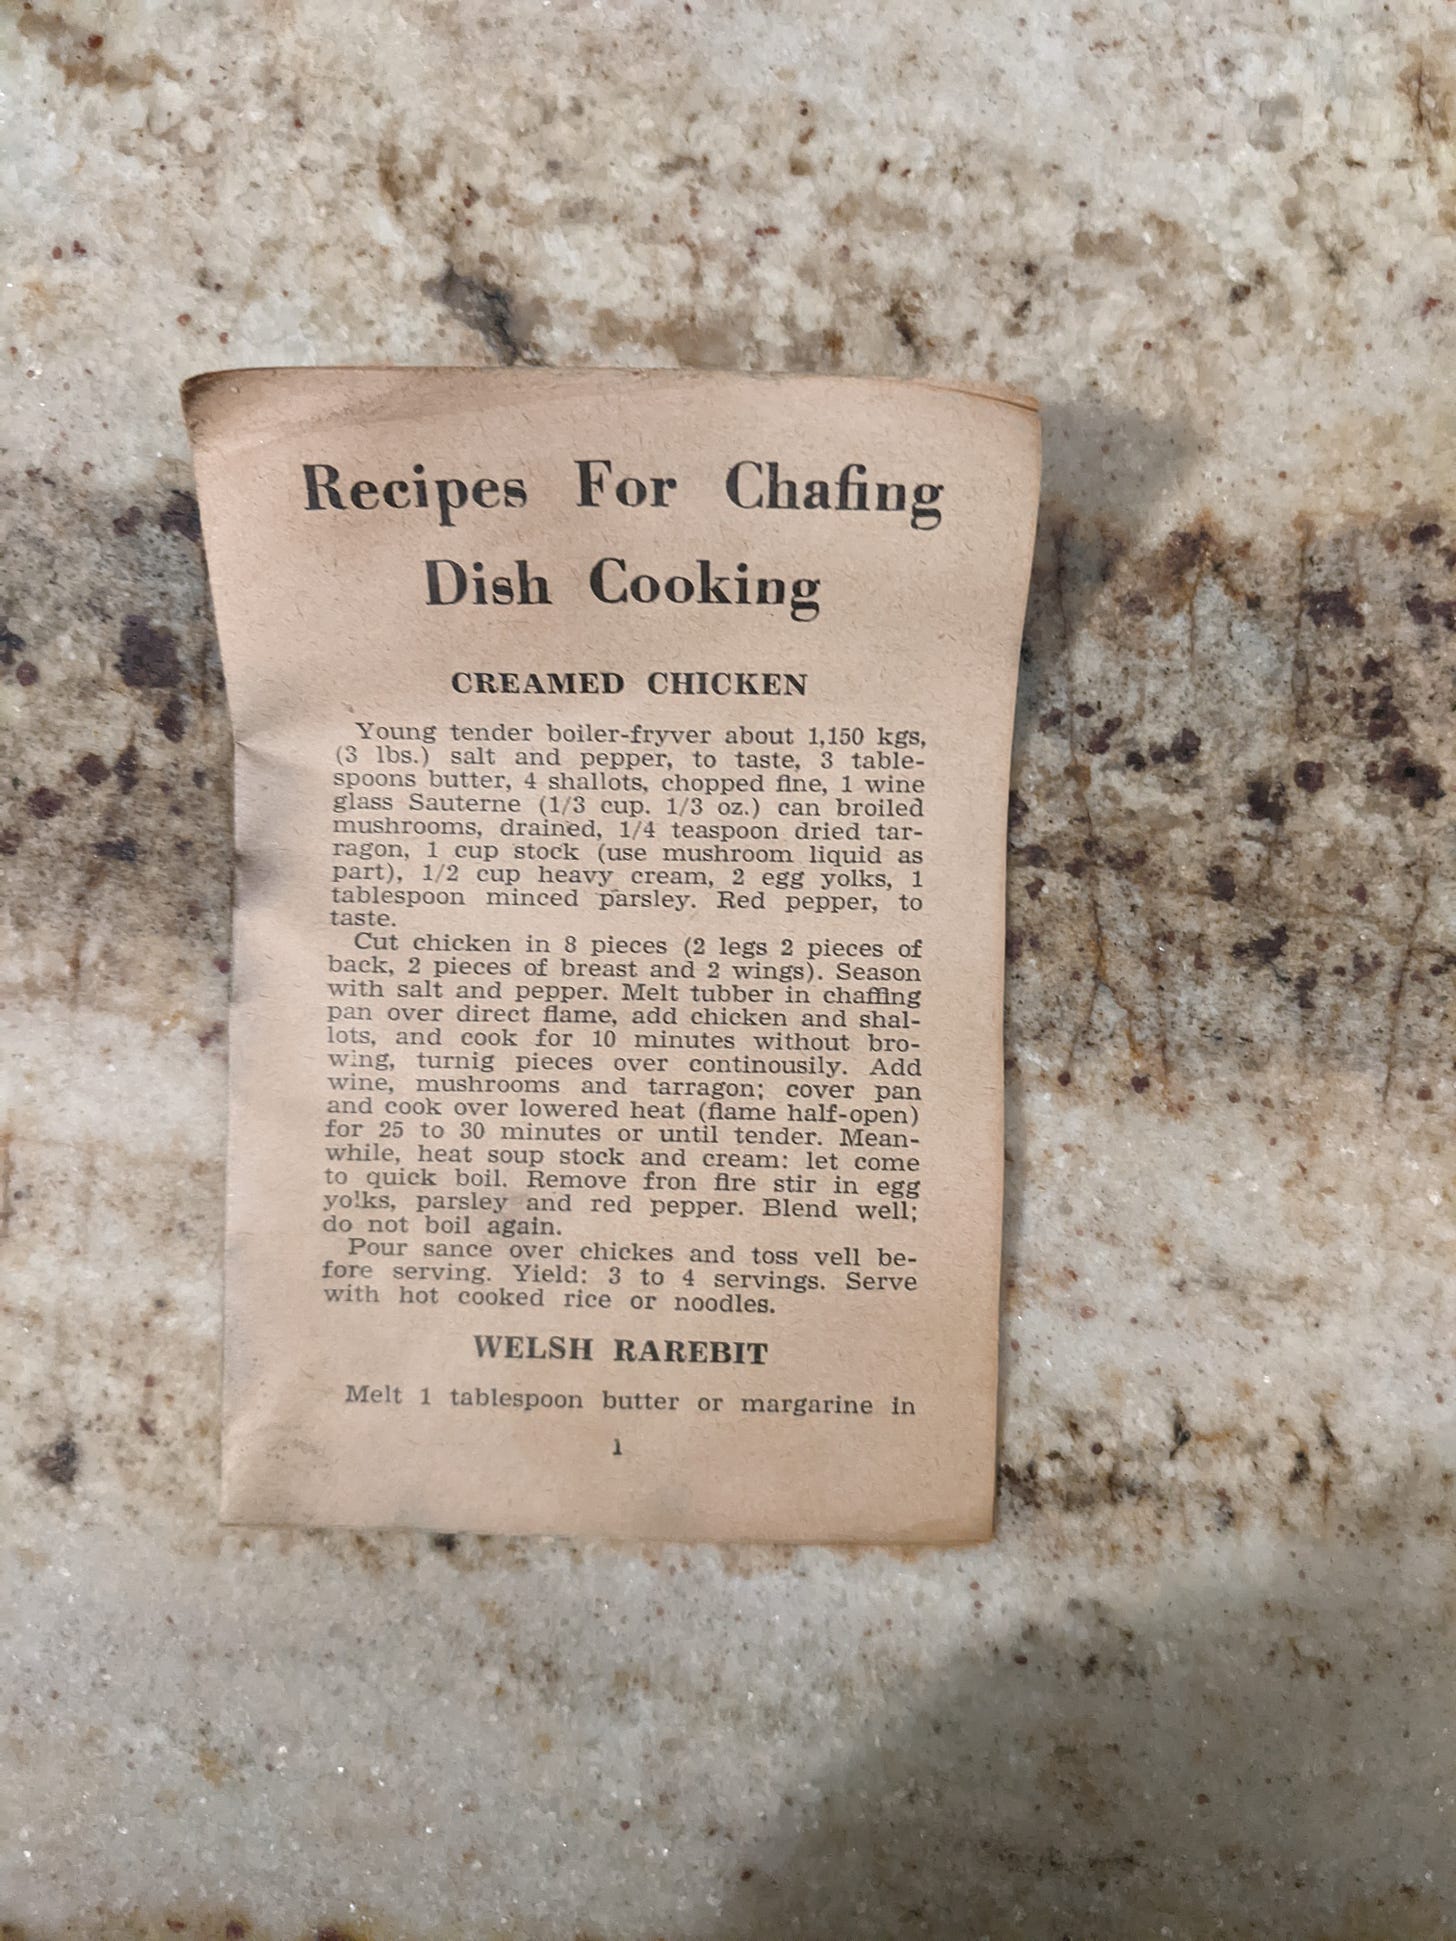 Recipes For Chafing
Dish Cooking
CREAMED CHICKEN
Young tender boiler-fryver about 1,150 kgs,
(3 lbs.) salt and pepper, to taste, 3 table-
spoons butter, 4 shallots, chopped fine, 1 wine
glass Sauterne (1/3 cup. 1/3 oz.) can broiled
mushrooms, drained, 1/4 teaspoon dried tar-
ragon, 1 cup stock (use mushroom liquid as
part), 1/2 cup heavy cream, 2 egg yolks, 1
tablespoon minced parsley. Red pepper, to
taste.
Cut chicken in 8 pieces (2 legs 2 pieces of
back, 2 pieces of breast and 2 wings). Season
with salt and pepper. Melt tubber in chaffing
pan over direct flame, add chicken and shal-
lots, and cook for 10 minutes without bro-
wing, turnig pieces over continousily. Add
wine, mushrooms and tarragon; cover pan
and cook over lowered heat (flame half-open)
for 25 to 30 minutes or until tender. Mean-
while, heat soup stock and cream: let come
to quick boil. Remove fron fire stir in egg
yolks, parsley and red pepper. Blend well;
do not boil again.
Pour sance over chickes and toss vell be-
fore serving. Yield: 3 to 4 servings. Serve
with hot cooked rice or noodles.
WELSH RAREBIT
Melt 1 tablespoon butter or margarine in
1